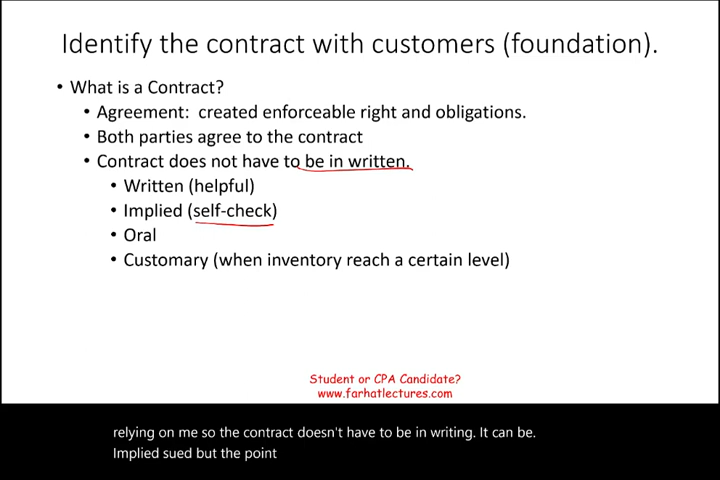 Identify the contract with customers (foundation).
• What is a Contract?
• Agreement: created enforceable right and obligations.
• Both parties agree to the contract
• Contract does not have to be in written.
• Written (helpful)
• Implied (self-check)
• Oral
• Customary (when inventory reach a certain level)
Student or CPA Candidate?
www.farhatlectures.com
relying on me so the contract doesn't have to be in writing. It can be.
Implied sued but the point